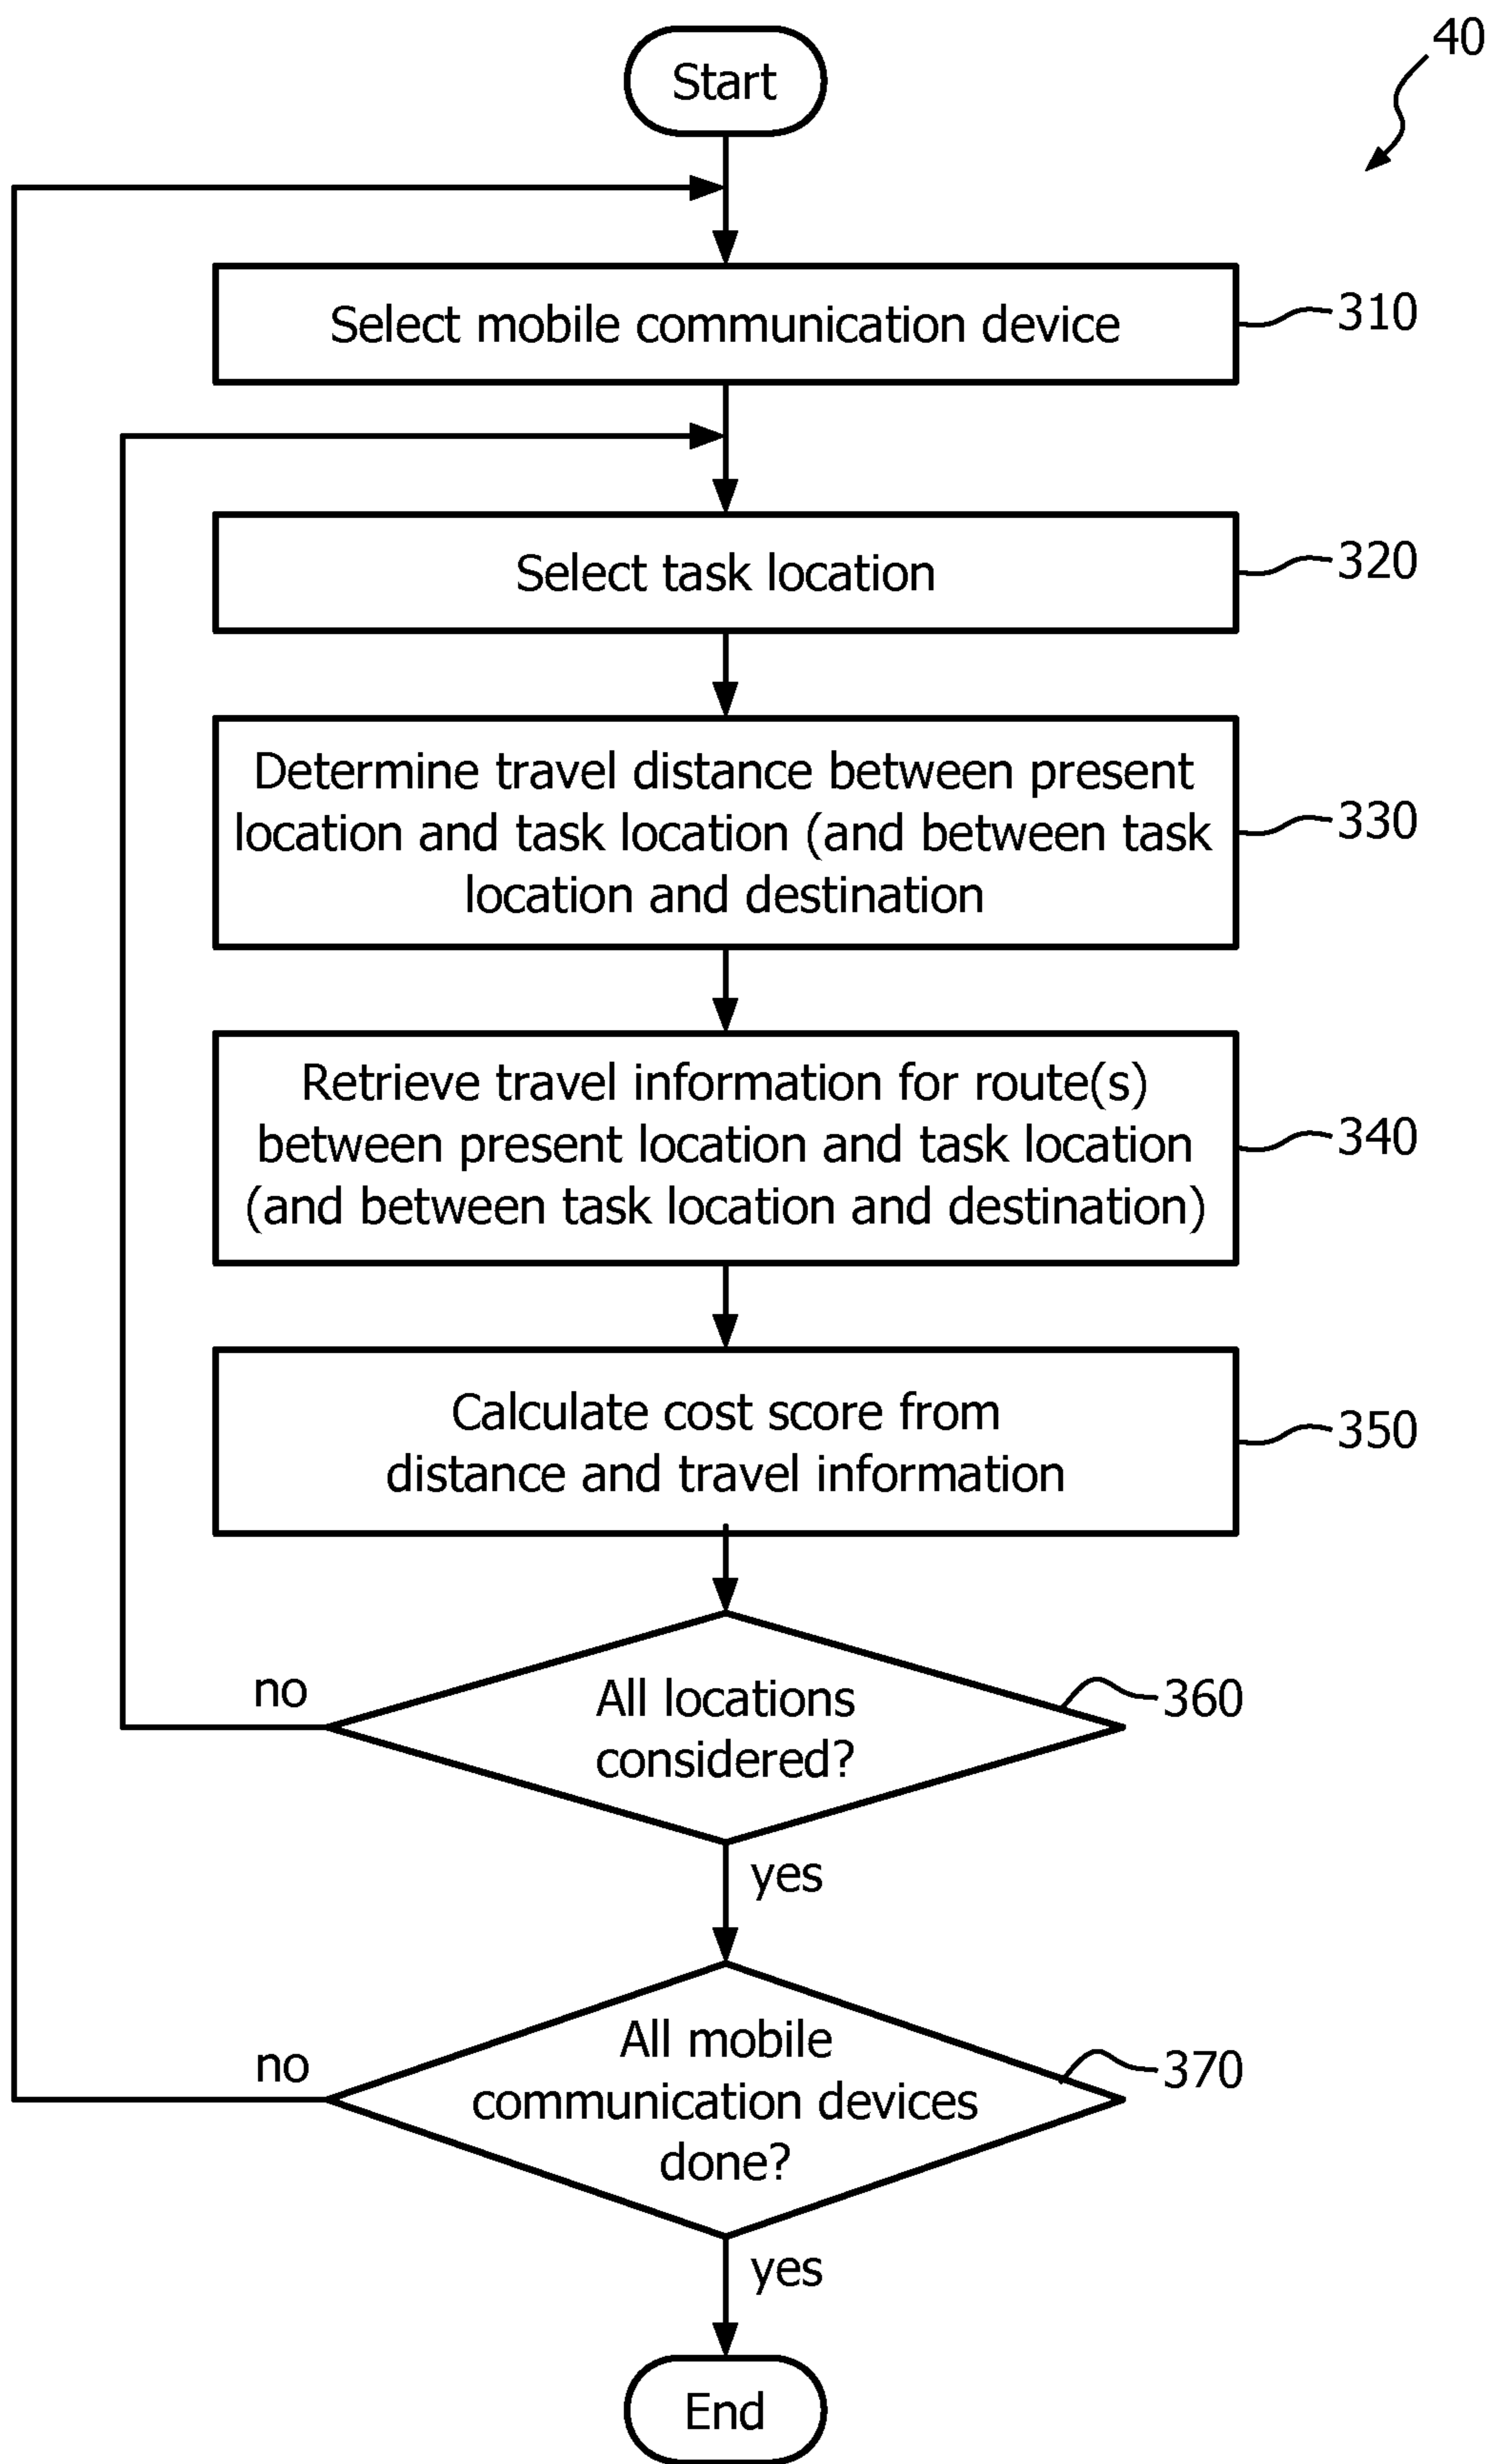 40
Start
Select mobile communication device
310
Select task location
320
Determine travel distance between present
location and task location (and between task
location and destination
330
Retrieve travel information for route(s)
between present location and task location
(and between task location and destination)
340
Calculate cost score from
distance and travel information
350
All locations
considered?
360
no
yes
All mobile
communication devices
done?
370
no
yes
End